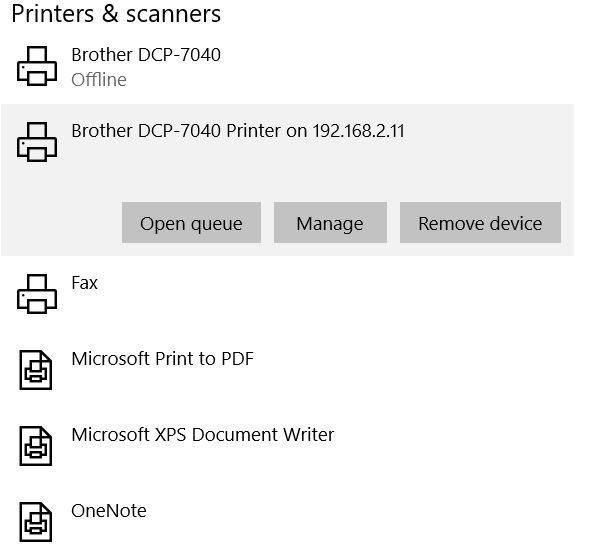 Printers & scanners
Brother DCP-7040
Offline
Brother DCP-7040 Printer on 192.168.2.11
Open queue Manage Remove device
Fax
Microsoft Print to PDF
Microsoft XPS Document Writer
OneNote